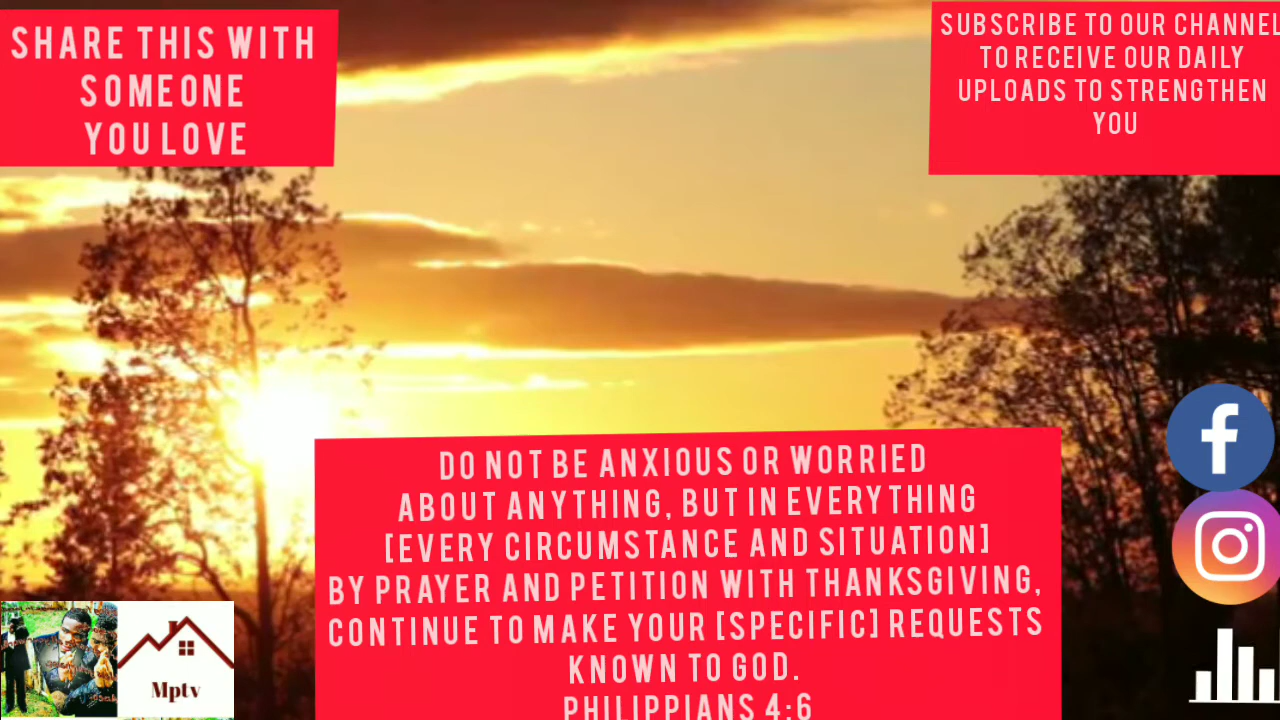 SHARE THIS WITH
SOMEONE
YOU LOVE
SUBSCRIBE TO OUR CHANNEL
TO RECEIVE OUR DAILY
UPLOADS TO STRENGTHEN
YOU
DO NOT BE ANXIOUS OR WORRIED
ABOUT ANYTHING, BUT IN EVERYTHING
[EVERY CIRCUMSTANCE AND SITUATION]
BY PRAYER AND PETITION WITH THANKSGIVING,
CONTINUE TO MAKE YOUR [SPECIFIC] REQUESTS
KNOWN TO GOD.
PHILIPPIANS 4:6
Mptv